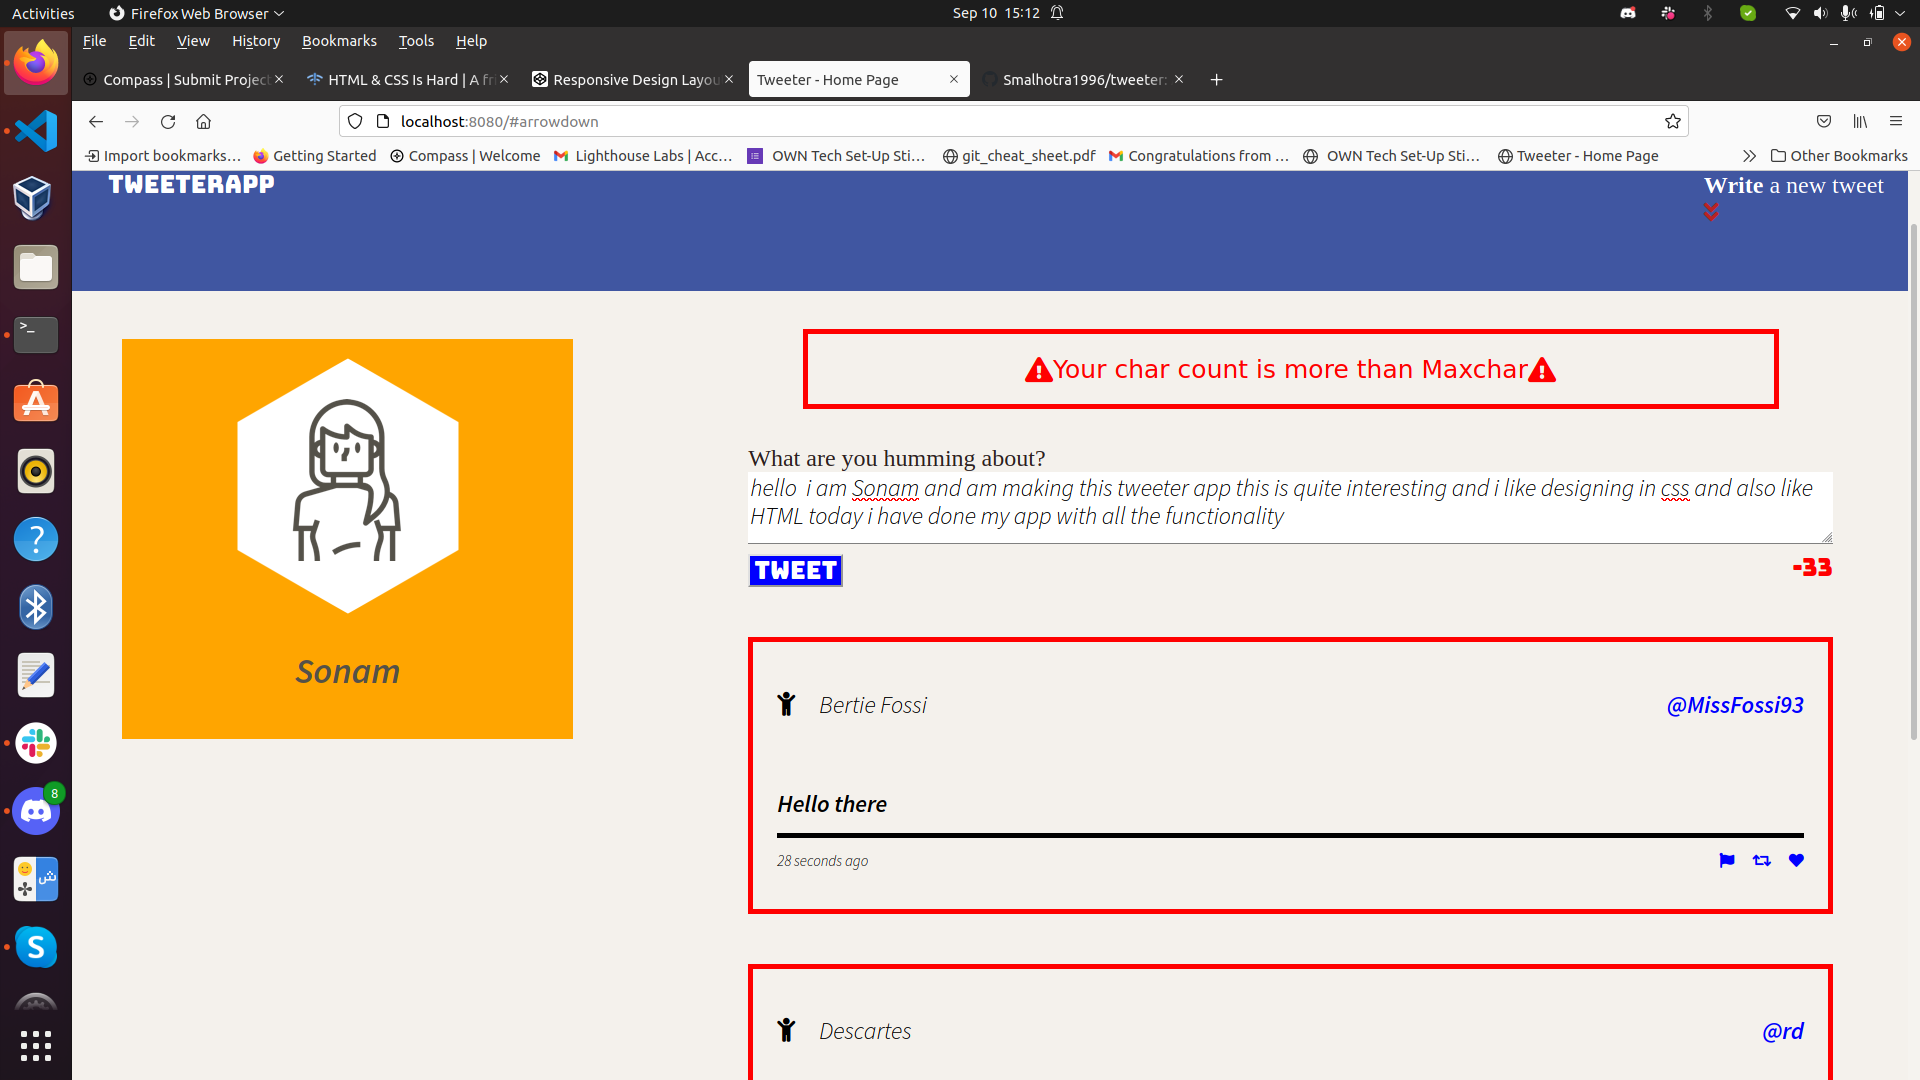 Activities
Firefox Web Browser
Sep 10 15:12
File Edit View History Bookmarks Tools Help
Compass | Submit Project
HTML & CSS Is Hard | A fr
Responsive Design Layou
Tweeter - Home Page
Smalhotra1996/tweeter:
localhost:8080/#arrowdown
Import bookmarks…
Getting Started
Compass | Welcome
Lighthouse Labs | Acc…
OWN Tech Set-Up Sti…
git_cheat_sheet.pdf
Congratulations from …
OWN Tech Set-Up Sti…
Tweeter - Home Page
Other Bookmarks
TWEETERAPP
Write a new tweet
Your char count is more than Maxchar
What are you humming about?
hello  i am Sonam and am making this tweeter app this is quite interesting and i like designing in css and also like
HTML today i have done my app with all the functionality
TWEET
-33
Sonam
Bertie Fossi
@MissFossi93
Hello there
28 seconds ago
Descartes
@rd
8